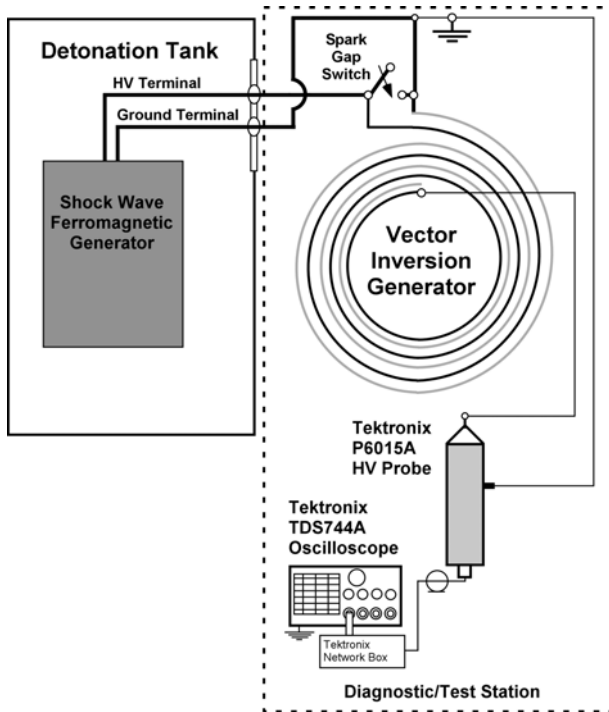 Detonation Tank
HV Terminal
Ground Terminal
Shock Wave
Ferromagnetic
Generator
Spark
Gap
Switch
Vector
Inversion
Generator
Tektronix
P6015A
HV Probe
Tektronix
TDS744A
Oscilloscope
Tektronix
Network Box
Diagnostic/Test Station